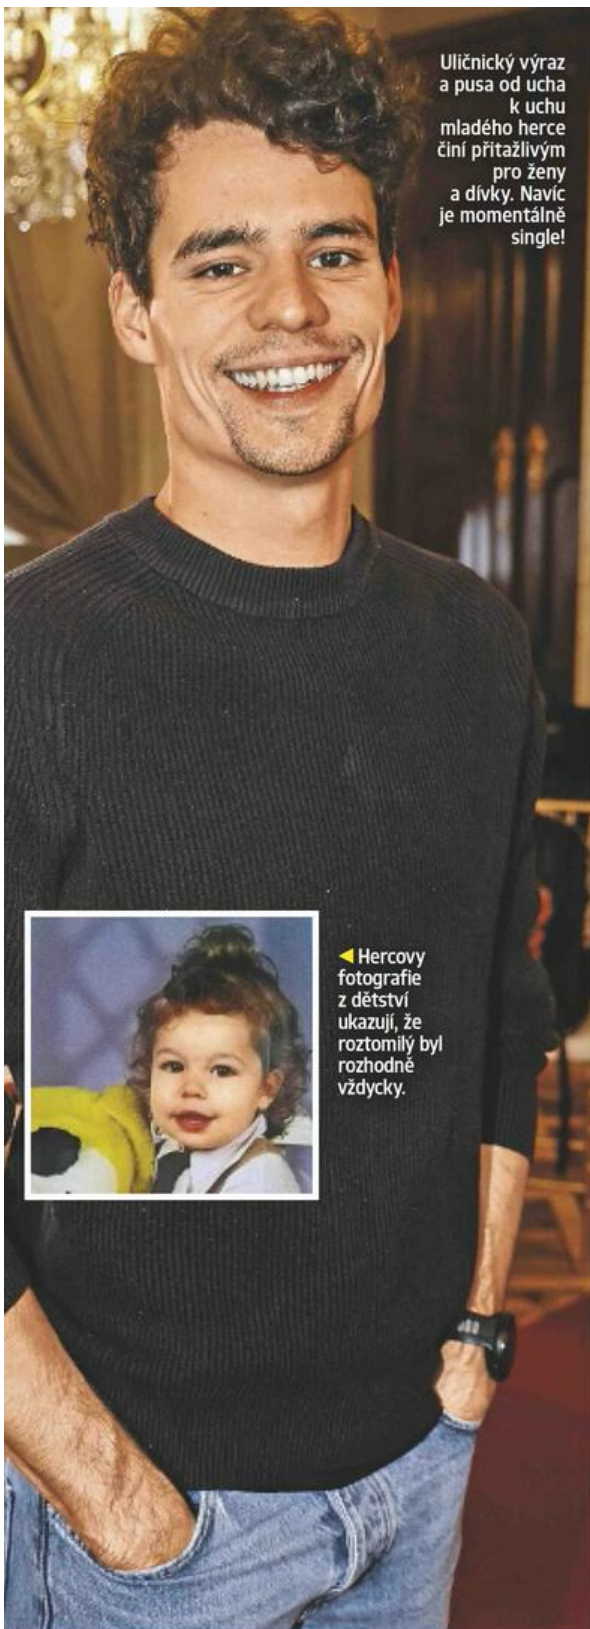 Uličnický výraz
a pusa od ucha
k uchu
mladého herce
činí přitažlivým
pro ženy
a dívky. Navíc
je momentálně
single!
Hercovy
fotografie
z dětství
ukazují, že
roztomilý byl
rozhodně
vždycky.